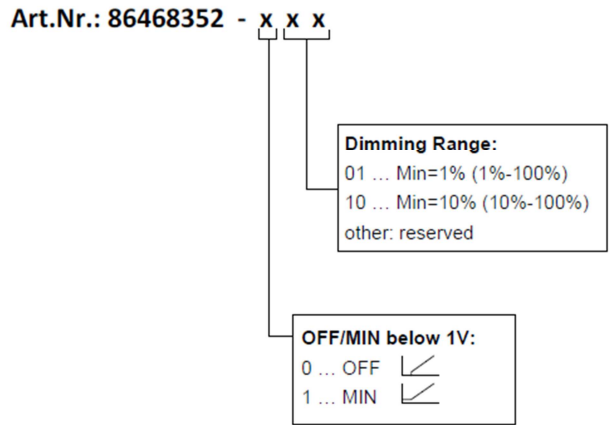 Art.Nr.: 86468352 - x x x
Dimming Range:
01 ... Min=1% (1%-100%)
10 ... Min=10% (10%-100%)
other: reserved
OFF/MIN below 1V:
0 ... OFF
1 ... MIN